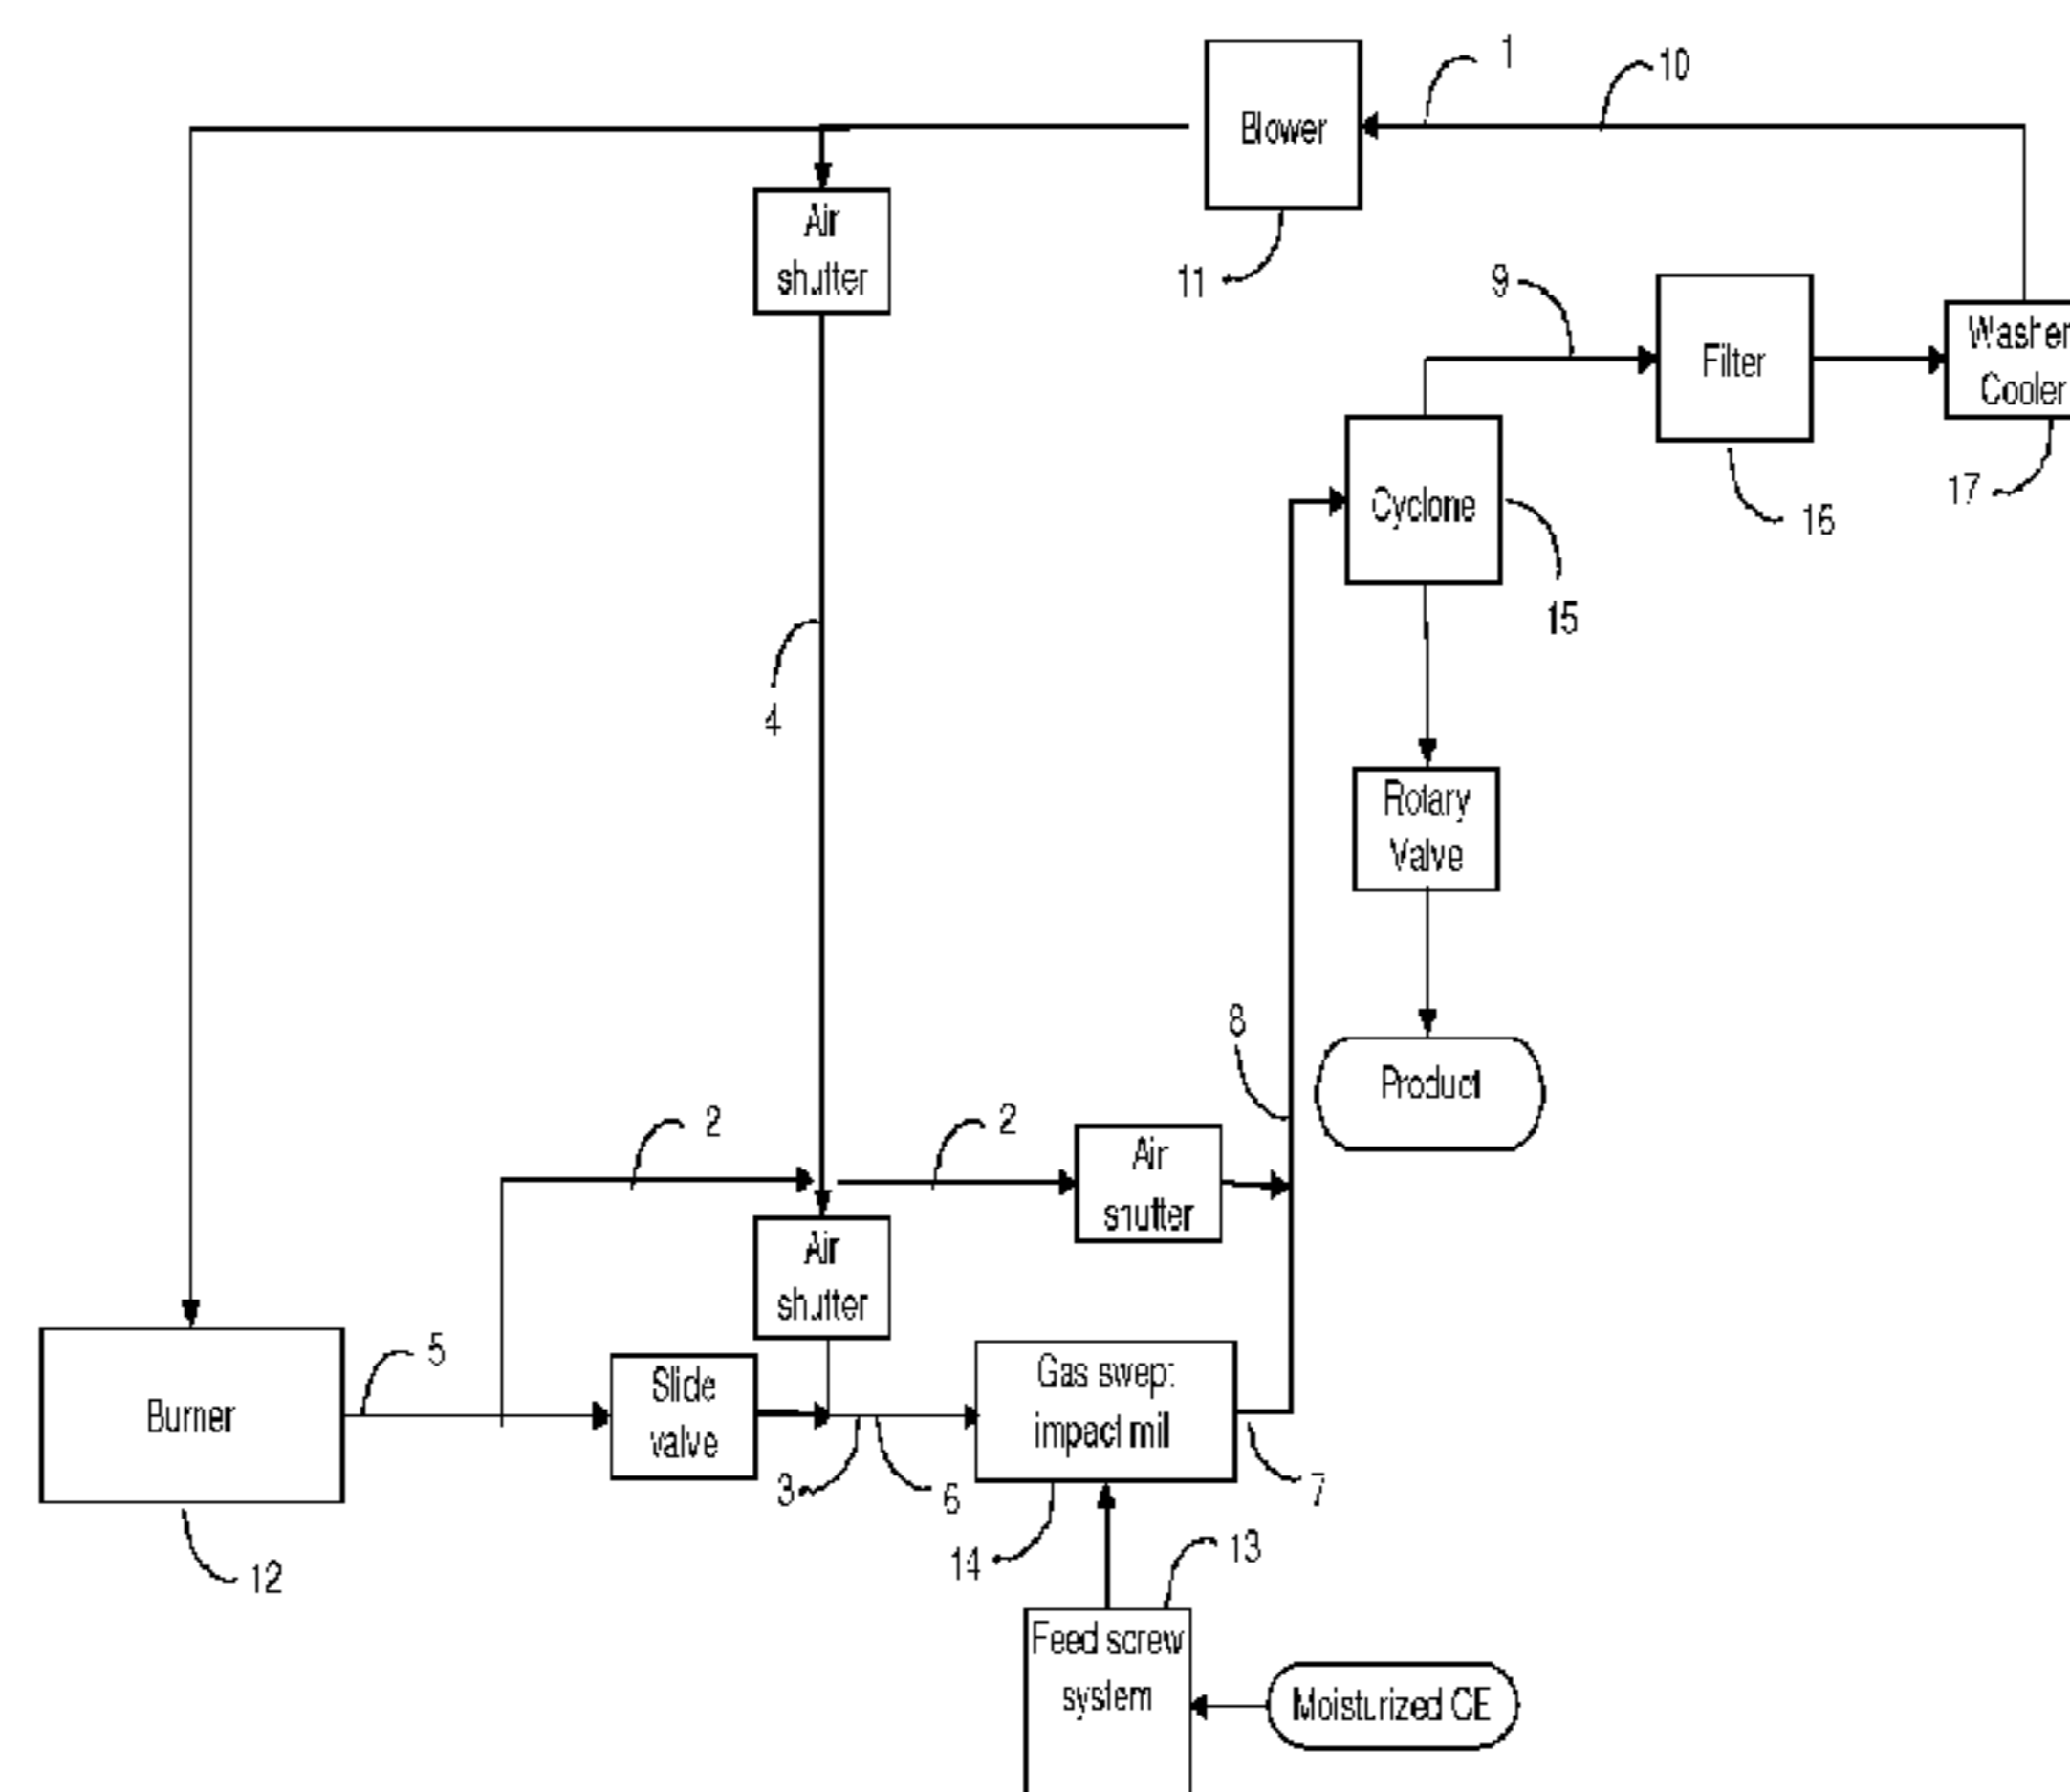 1
10
Blower
Air
shutter
11
9
Filter
Washer
Cooler
17
16
Cyclone
15
4
Rotary
Valve
8
Product
2
2
Air
shutter
Air
shutter
5
Burner
Slide
valve
Gas swept
impact mill
3
6
7
12
14
13
Feed screw
system
Moisturized CE